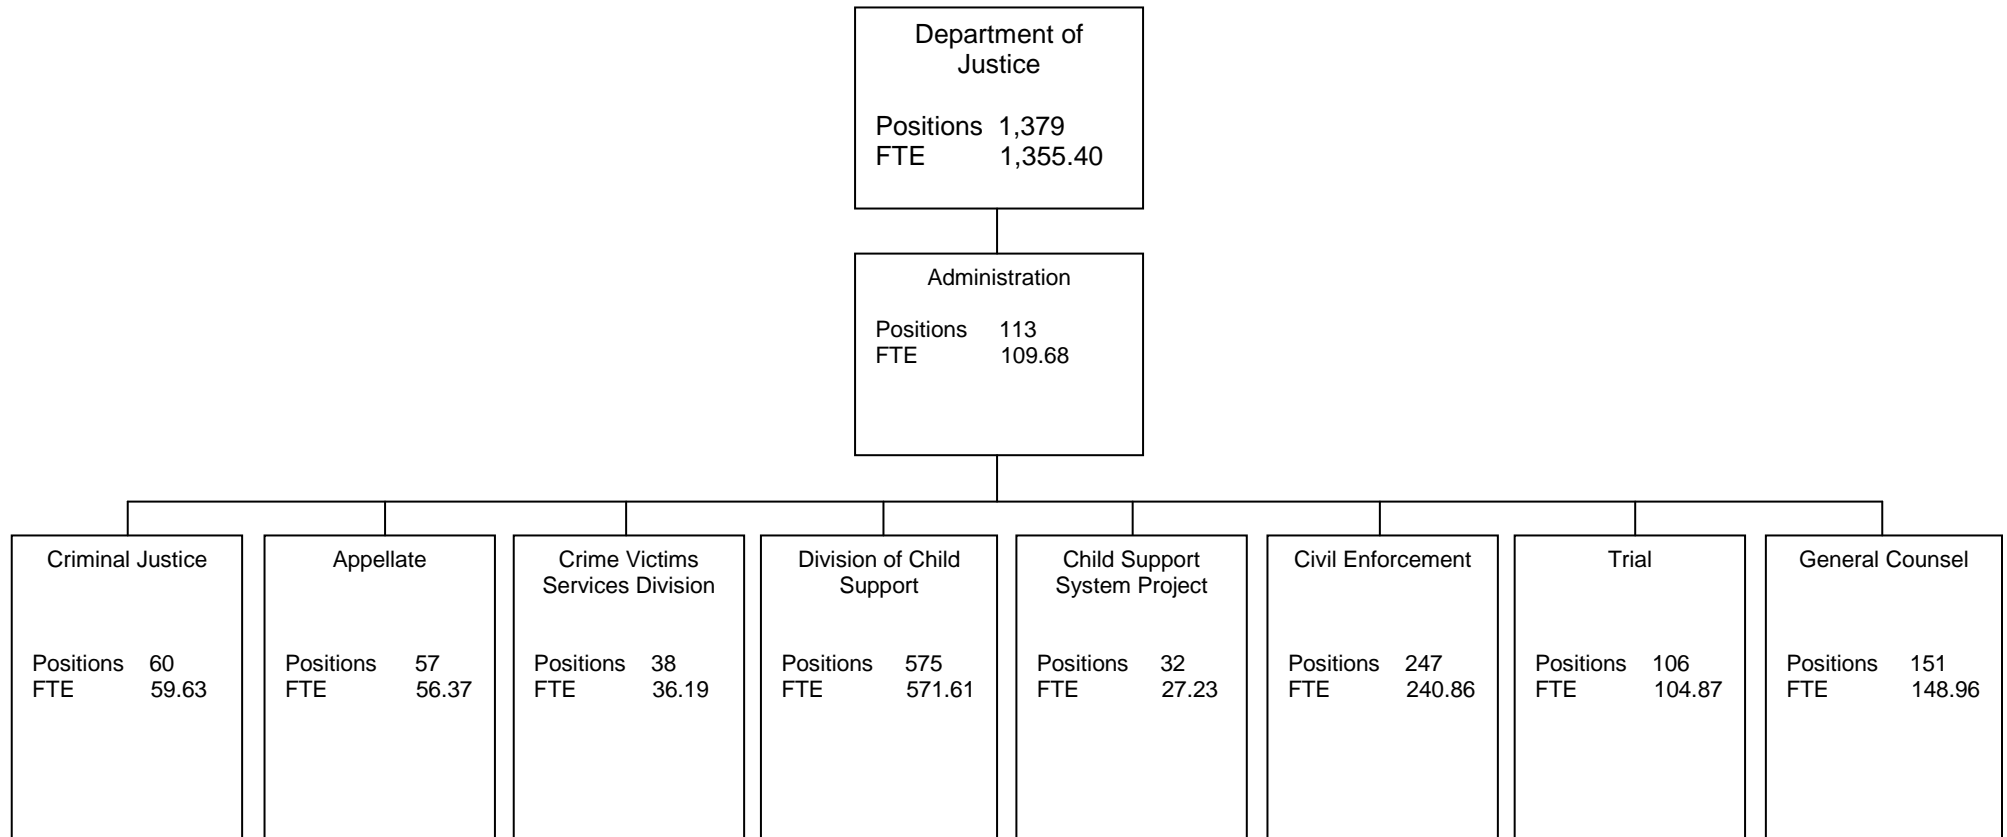 Department of
Justice
Positions 1,379
FTE 1,355.40
Administration
Positions 113
FTE 109.68
Criminal Justice
Positions 60
FTE 59.63
Appellate
Positions 57
FTE 56.37
Crime Victims
Services Division
Positions 38
FTE 36.19
Division of Child
Support
Positions 575
FTE 571.61
Child Support
System Project
Positions 32
FTE 27.23
Civil Enforcement
Positions 247
FTE 240.86
Trial
Positions 106
FTE 104.87
General Counsel
Positions 151
FTE 148.96